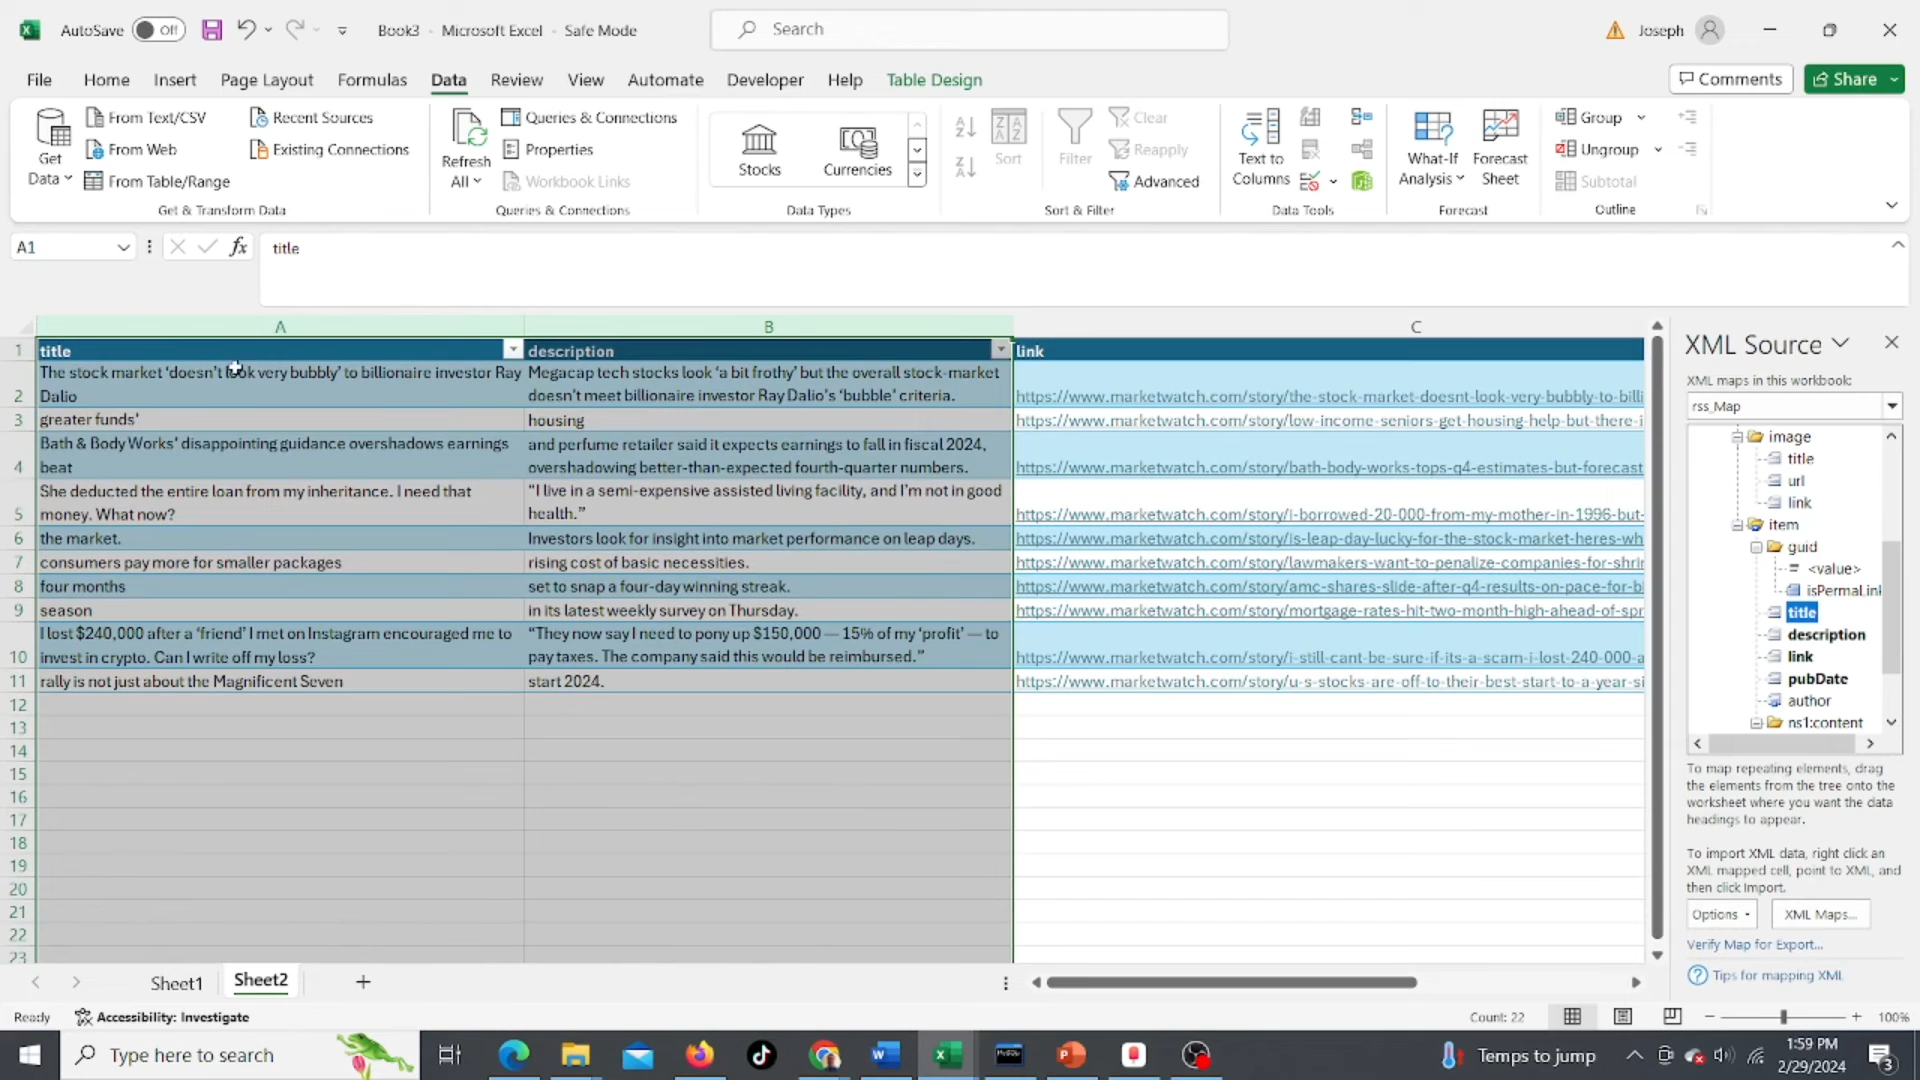 AutoSave Off Book3 - Microsoft Excel - Safe Mode Search Joseph
File Home Insert Page Layout Formulas Data Review View Automate Developer Help Table Design Comments Share
Get Data
From Text/CSV
From Web
From Table/Range
Recent Sources
Existing Connections
Get & Transform Data
Refresh All
Queries & Connections
Properties
Workbook Links
Queries & Connections
Stocks
Currencies
Data Types
Sort
Filter
Clear
Reapply
Advanced
Sort & Filter
Text to Columns
Data Tools
What-If Analysis
Forecast Sheet
Forecast
Group
Ungroup
Subtotal
Outline
A1 fx title
A B C
1 title description link
2 The stock market ‘doesn’t look very bubbly’ to billionaire investor Ray Dalio Megacap tech stocks look ‘a bit frothy’ but the overall stock-market doesn’t meet billionaire investor Ray Dalio’s ‘bubble’ criteria. https://www.marketwatch.com/story/the-stock-market-doesnt-look-very-bubbly-to-billi
3 greater funds’ housing https://www.marketwatch.com/story/low-income-seniors-get-housing-help-but-there-i
4 Bath & Body Works’ disappointing guidance overshadows earnings beat and perfume retailer said it expects earnings to fall in fiscal 2024, overshadowing better-than-expected fourth-quarter numbers. https://www.marketwatch.com/story/bath-body-works-tops-q4-estimates-but-forecast
5 She deducted the entire loan from my inheritance. I need that money. What now? “I live in a semi-expensive assisted living facility, and I’m not in good health.” https://www.marketwatch.com/story/i-borrowed-20-000-from-my-mother-in-1996-but-
6 the market. Investors look for insight into market performance on leap days. https://www.marketwatch.com/story/is-leap-day-lucky-for-the-stock-market-heres-wh
7 consumers pay more for smaller packages rising cost of basic necessities. https://www.marketwatch.com/story/lawmakers-want-to-penalize-companies-for-shri
8 four months set to snap a four-day winning streak. https://www.marketwatch.com/story/amc-shares-slide-after-q4-results-on-pace-for-b
9 season in its latest weekly survey on Thursday. https://www.marketwatch.com/story/mortgage-rates-hit-two-month-high-ahead-of-spr
10 I lost $240,000 after a ‘friend’ I met on Instagram encouraged me to invest in crypto. Can I write off my loss? “They now say I need to pony up $150,000 — 15% of my ‘profit’ — to pay taxes. The company said this would be reimbursed.” https://www.marketwatch.com/story/i-still-cant-be-sure-if-its-a-scam-i-lost-240-000-a
11 rally is not just about the Magnificent Seven start 2024. https://www.marketwatch.com/story/u-s-stocks-are-off-to-their-best-start-to-a-year-si
12
13
14
15
16
17
18
19
20
21
22
23
XML Source
XML maps in this workbook:
rss_Map
image
title
url
link
item
guid
<value>
isPermaLink
title
description
link
pubDate
author
ns1:content
To map repeating elements, drag
the elements from the tree onto the
worksheet where you want the data
headings to appear.
To import XML data, right click an
XML mapped cell, point to XML, and
then click Import.
Options XML Maps...
Verify Map for Export...
Tips for mapping XML
Sheet1 Sheet2
Ready Accessibility: Investigate Count: 22 100%
Type here to search Temps to jump 1:59 PM
2/29/2024 3